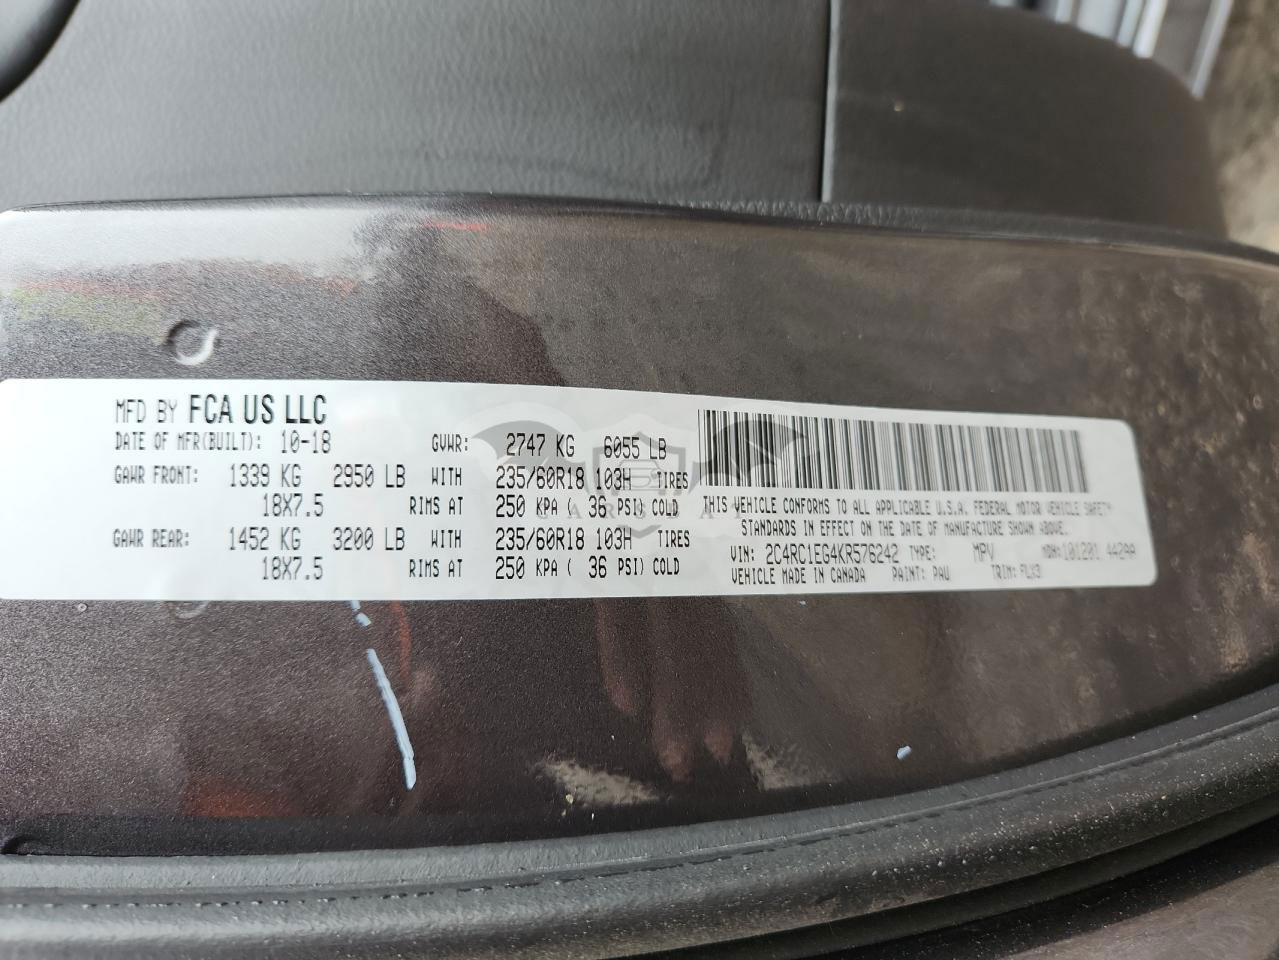 MFD BY FCA US LLC
DATE OF MFR(BUILT): 10-18 GVWR: 2747 KG 6055 LB
GAWR FRONT: 1339 KG 2950 LB WITH 235/60R18 103H TIRES
18X7.5 RIMS AT 250 KPA ( 36 PSI) COLD
GAWR REAR: 1452 KG 3200 LB WITH 235/60R18 103H TIRES
18X7.5 RIMS AT 250 KPA ( 36 PSI) COLD
THIS VEHICLE CONFORMS TO ALL APPLICABLE U.S.A. FEDERAL MOTOR VEHICLE SAFETY
STANDARDS IN EFFECT ON THE DATE OF MANUFACTURE SHOWN ABOVE.
VIN: 2C4RC1EG4KR576242 TYPE: MPV MDH:101201 442AA
VEHICLE MADE IN CANADA PAINT: PAU TRIM: FLX3